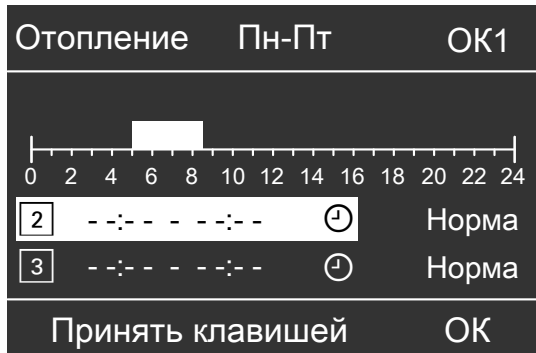 Отопление Пн-Пт ОК1
0 2 4 6 8 10 12 14 16 18 20 22 24
2 --:-- - --:-- Норма
3 --:-- - --:-- Норма
Принять клавишей ОК